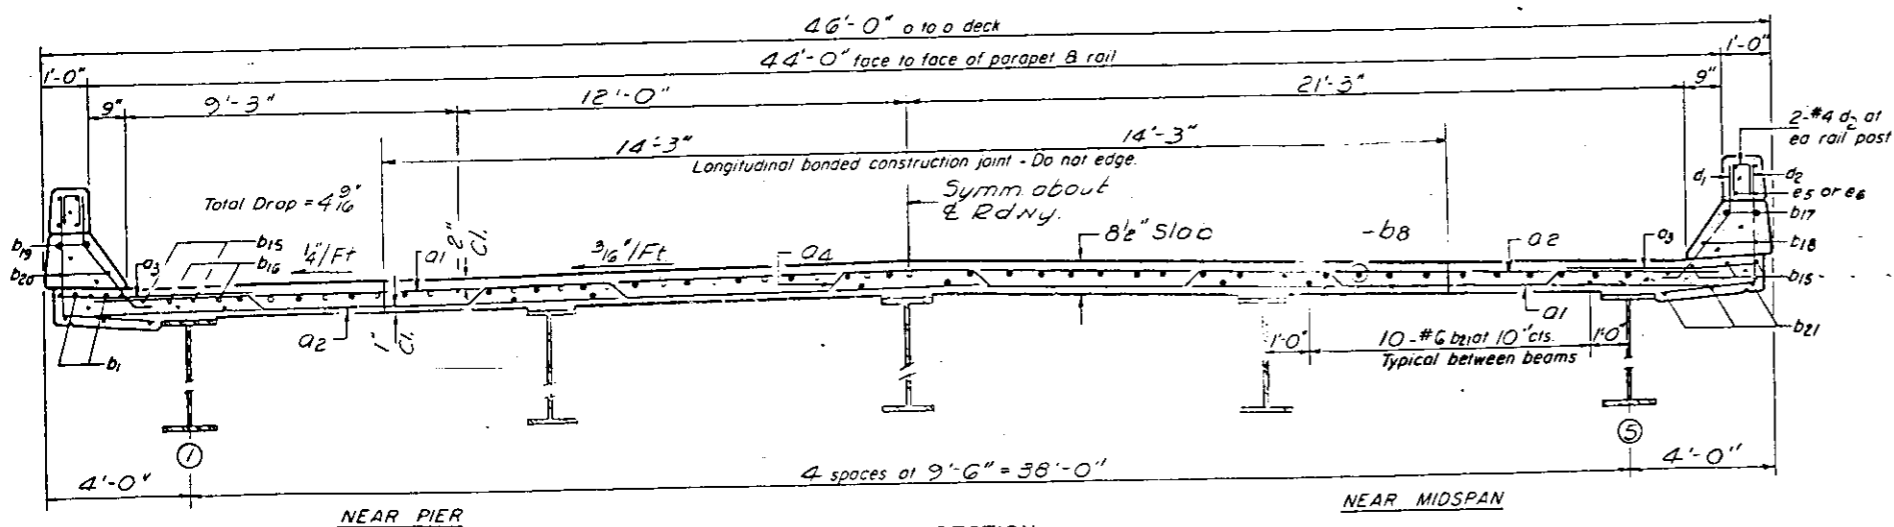 46'-0" o to o deck
44'-0" face to face of parapet & rail
1'-0"
1'-0"
9"
9'-3"
12'-0"
21'-3"
9"
14'-3"
14'-3"
Longitudinal bonded construction joint - Do not edge.
2-#4 d2 at
ea rail post
d1
d2
e5 or e6
Total Drop = 4 9/16"
Symm. about
℄ Rdwy.
b19
b20
a3
b15
b16
1/4"/Ft
a1
2"
Cl.
3/16"/Ft.
a4
8½" Slab
b8
a2
a3
b17
b18
b15
b1
a2
1"
Cl.
a1
b21
1'-0"
10-#6 b21 at 10" cts.
1'-0"
Typical between beams
1
5
4'-0"
4 spaces at 9'-6" = 38'-0"
4'-0"
NEAR PIER
NEAR MIDSPAN
SECTION